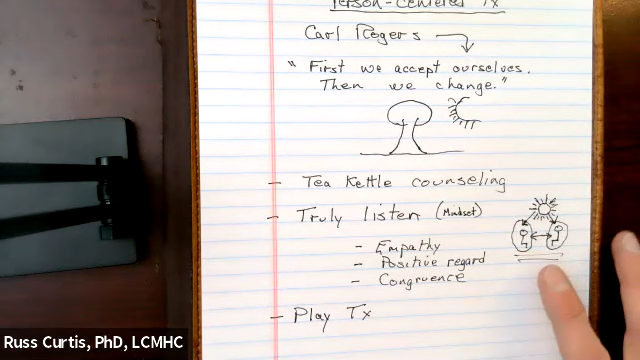 Person-Centered Tx
Carl Rogers
"First we accept ourselves.
Then we change."
- Tea Kettle counseling
- Truly listen (Mindset)
- Empathy
- Positive regard
- Congruence
- Play Tx
Russ Curtis, PhD, LCMHC